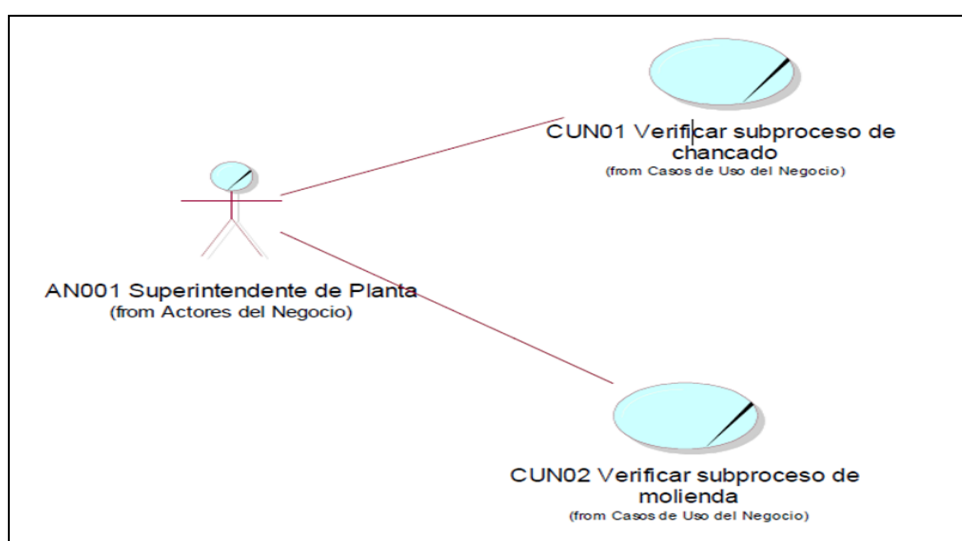 CUN01 Verificar subproceso de
chancado
(from Casos de Uso del Negocio)
AN001 Superintendente de Planta
(from Actores del Negocio)
CUN02 Verificar subproceso de
molienda
(from Casos de Uso del Negocio)